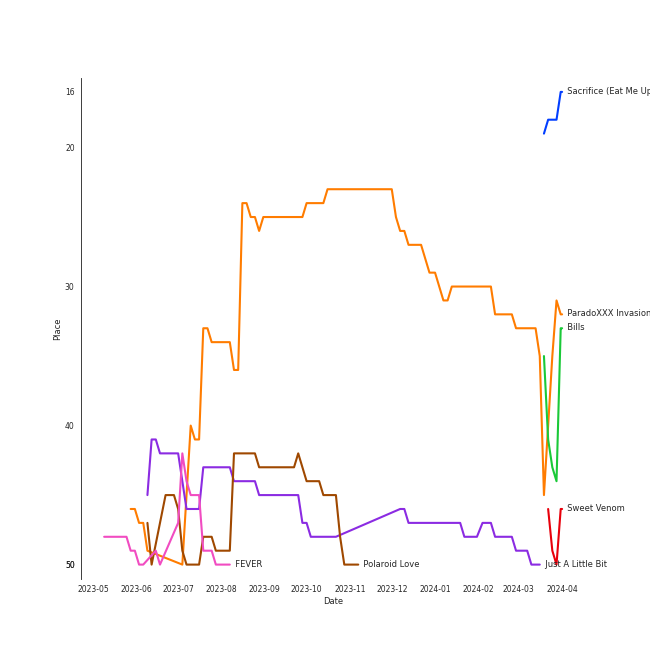 16
Sacrifice (Eat Me Up
20
30
ParadoXXX Invasion
Bills
Place
40
Sweet Venom
50
FEVER
Polaroid Love
Just A Little Bit
2023-05 2023-06 2023-07 2023-08 2023-09 2023-10 2023-11 2023-12 2024-01 2024-02 2024-03 2024-04
Date